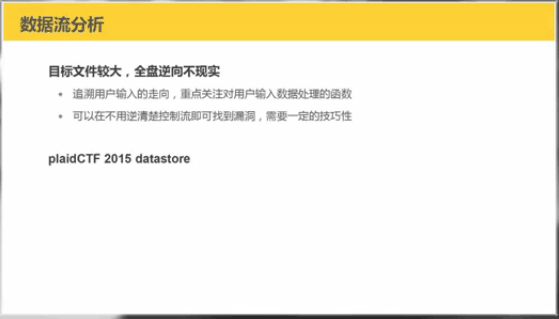 数据流分析
目标文件较大，全盘逆向不现实
• 追溯用户输入的走向，重点关注对用户输入数据处理的函数
• 可以在不用逆清楚控制流即可找到漏洞，需要一定的技巧性
plaidCTF 2015 datastore